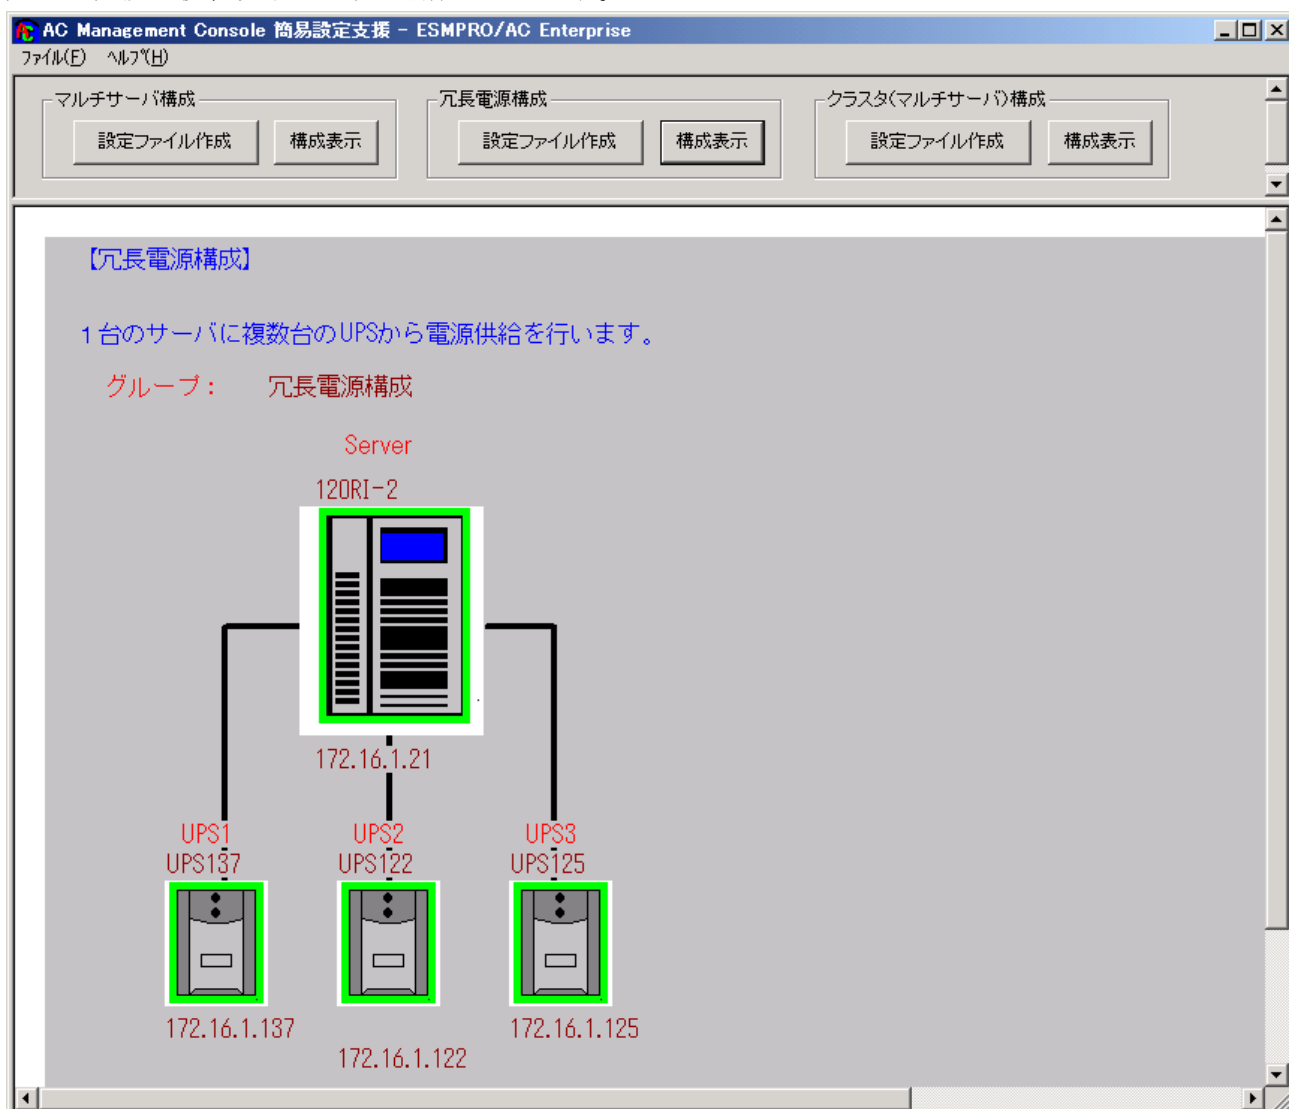 AC Management Console 簡易設定支援 - ESMPRO/AC Enterprise
ファイル(F) ヘルプ(H)
マルチサーバ構成 冗長電源構成 クラスタ(マルチサーバ)構成
設定ファイル作成 構成表示 設定ファイル作成 構成表示 設定ファイル作成 構成表示
【冗長電源構成】
1台のサーバに複数台のUPSから電源供給を行います。
グループ： 冗長電源構成
Server
120RI-2
172.16.1.21
UPS1 UPS2 UPS3
UPS137 UPS122 UPS125
172.16.1.137 172.16.1.125
172.16.1.122